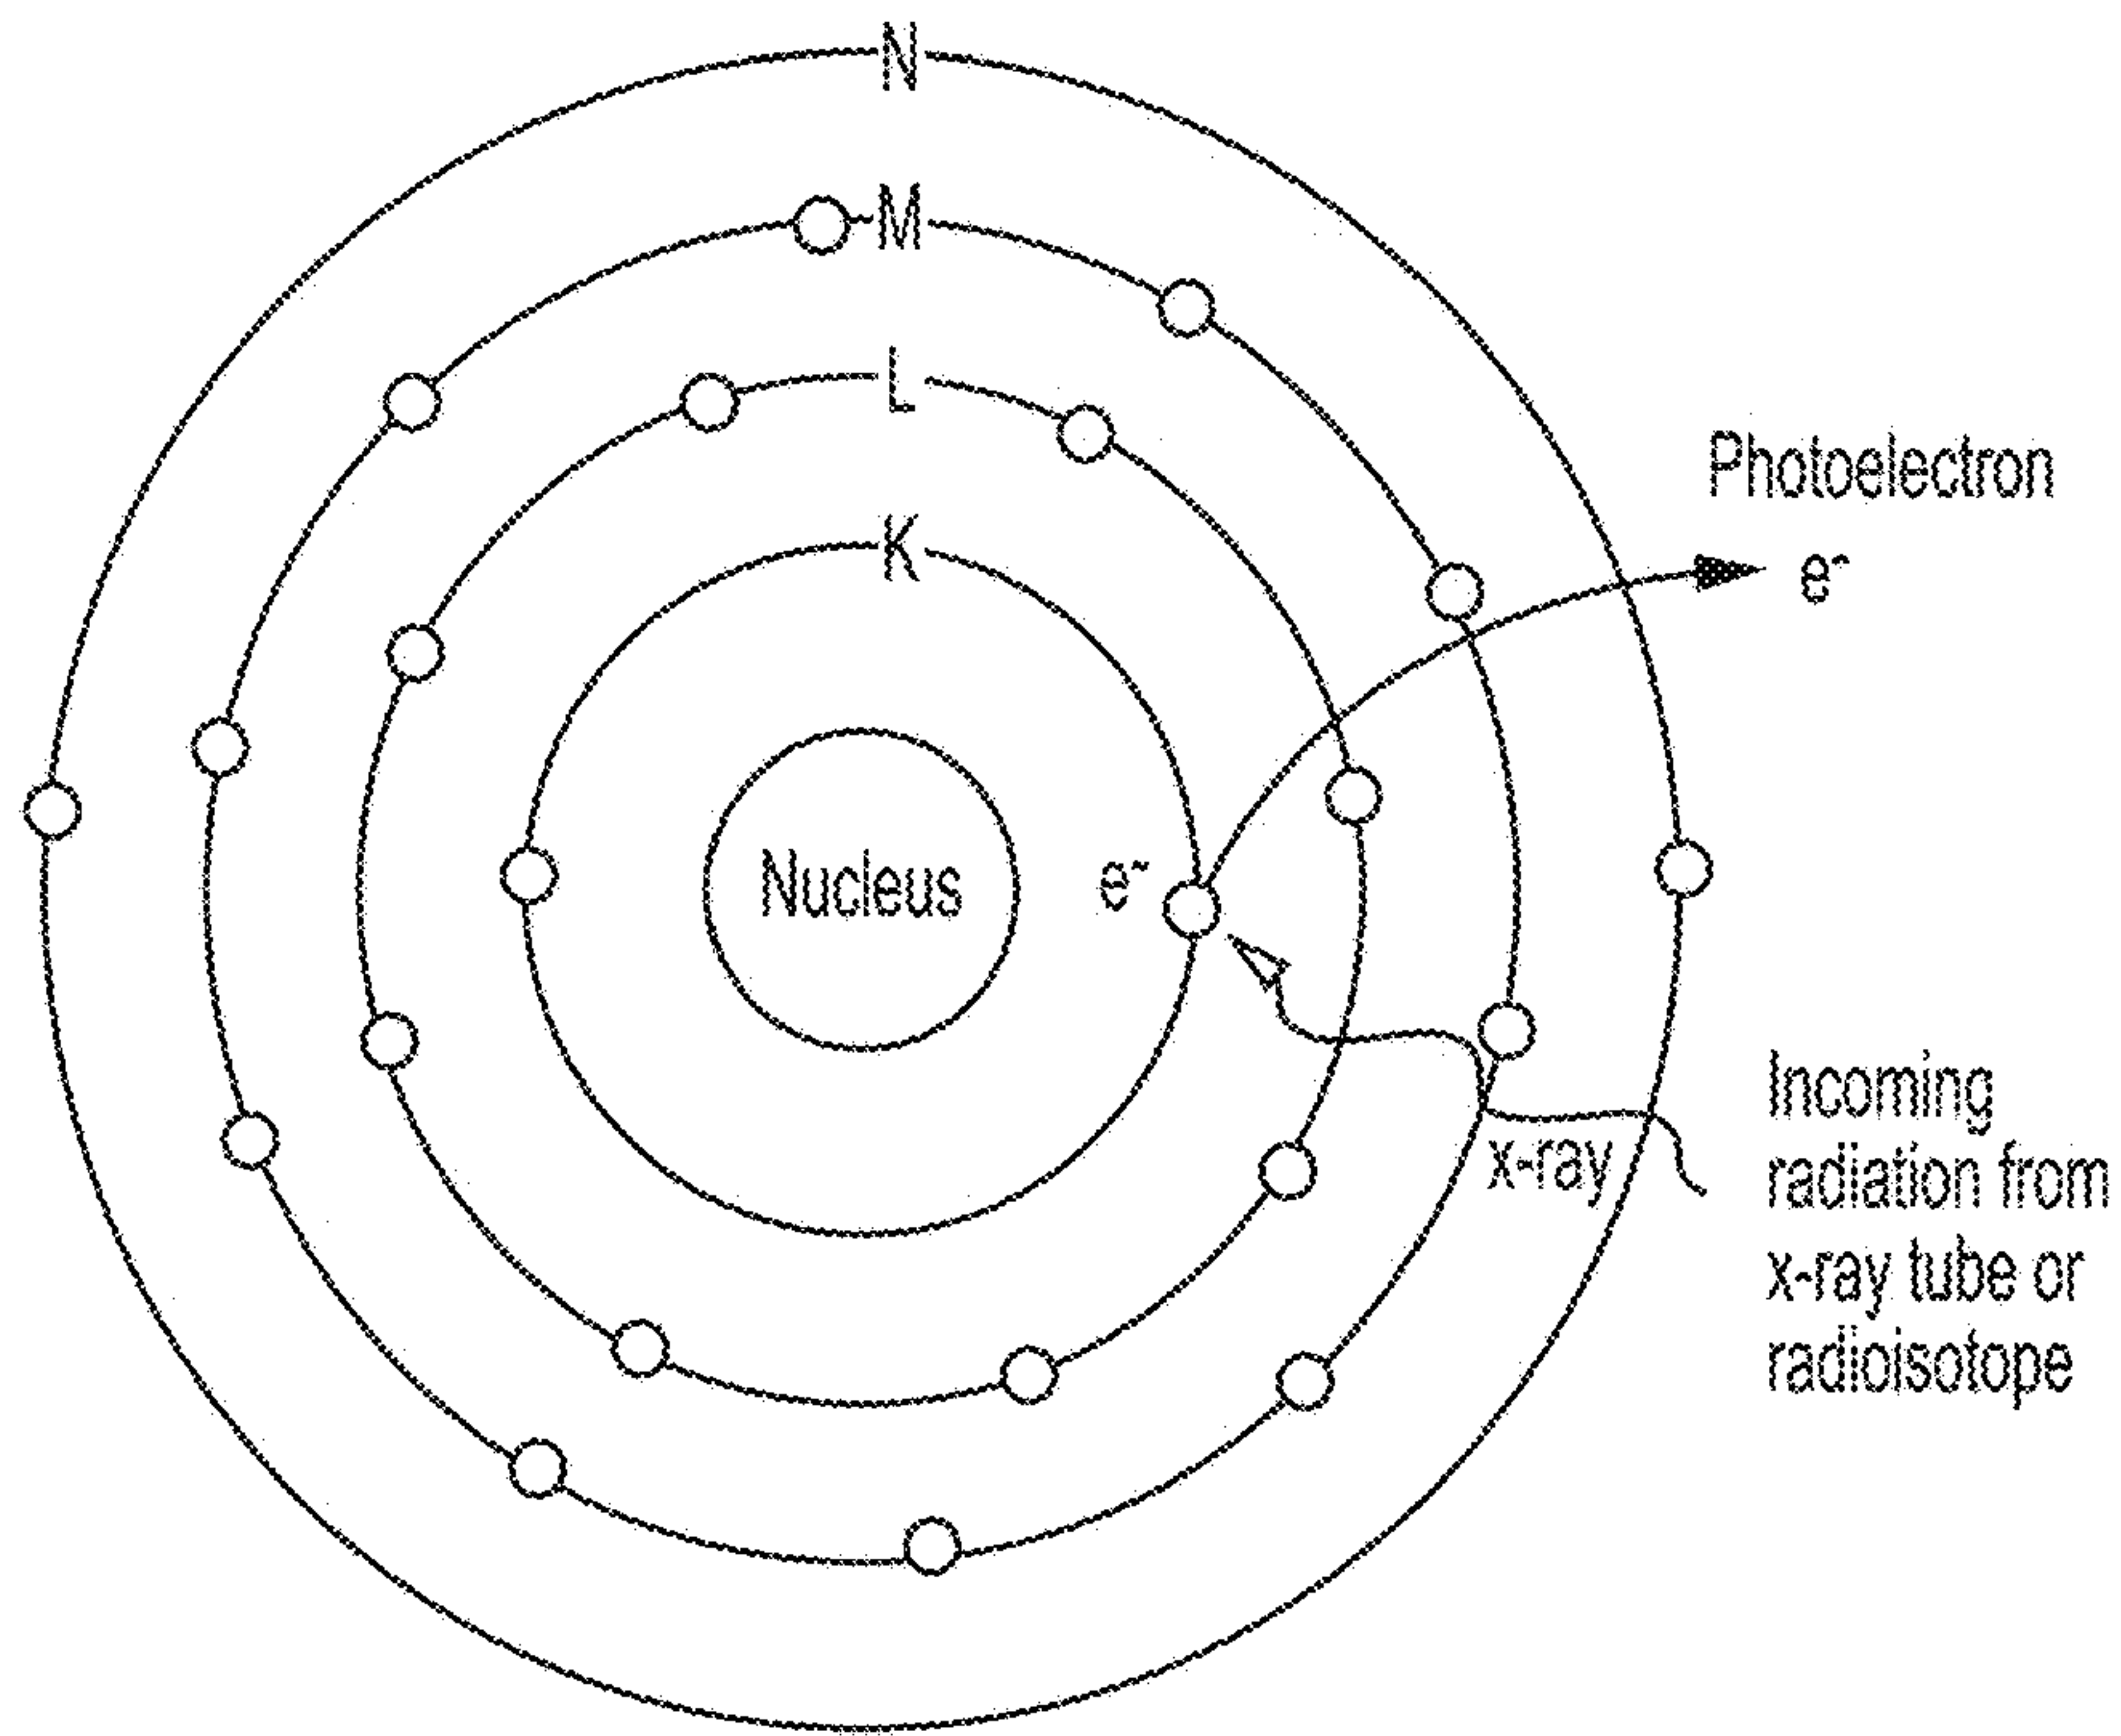 N
M
L
K
Photoelectron
e-
Nucleus
e-
x-ray
Incoming
radiation from
x-ray tube or
radioisotope